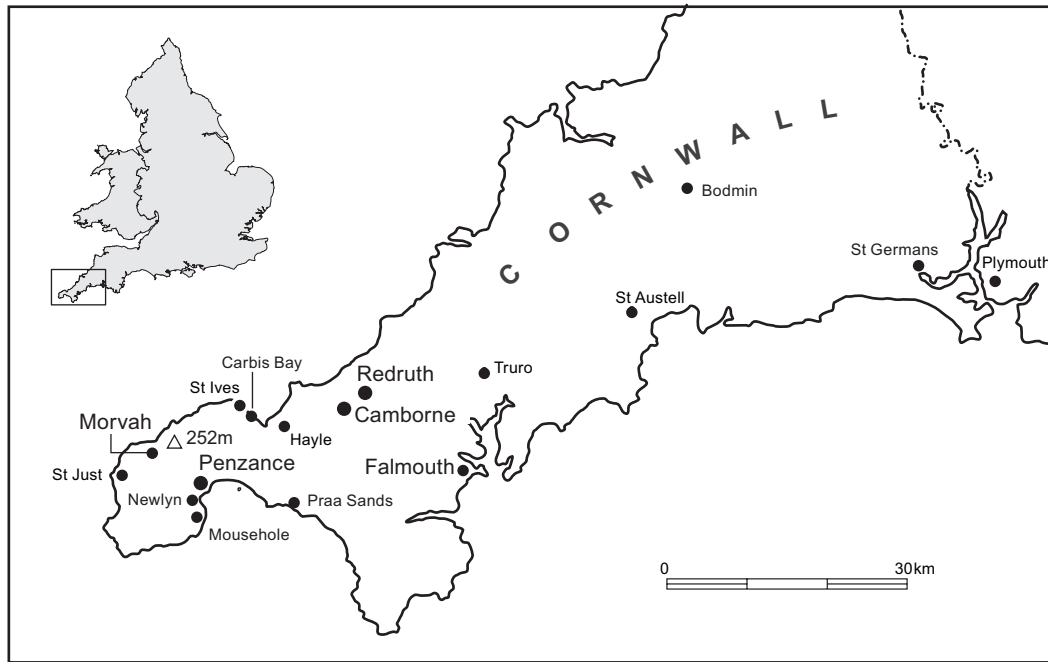 CORNWALL
Bodmin
St Germans
Plymouth
St Austell
Carbis Bay
Redruth
Truro
St Ives
Camborne
Morvah
252m
Hayle
Penzance
Falmouth
St Just
Newlyn
Praa Sands
Mousehole
0 30km